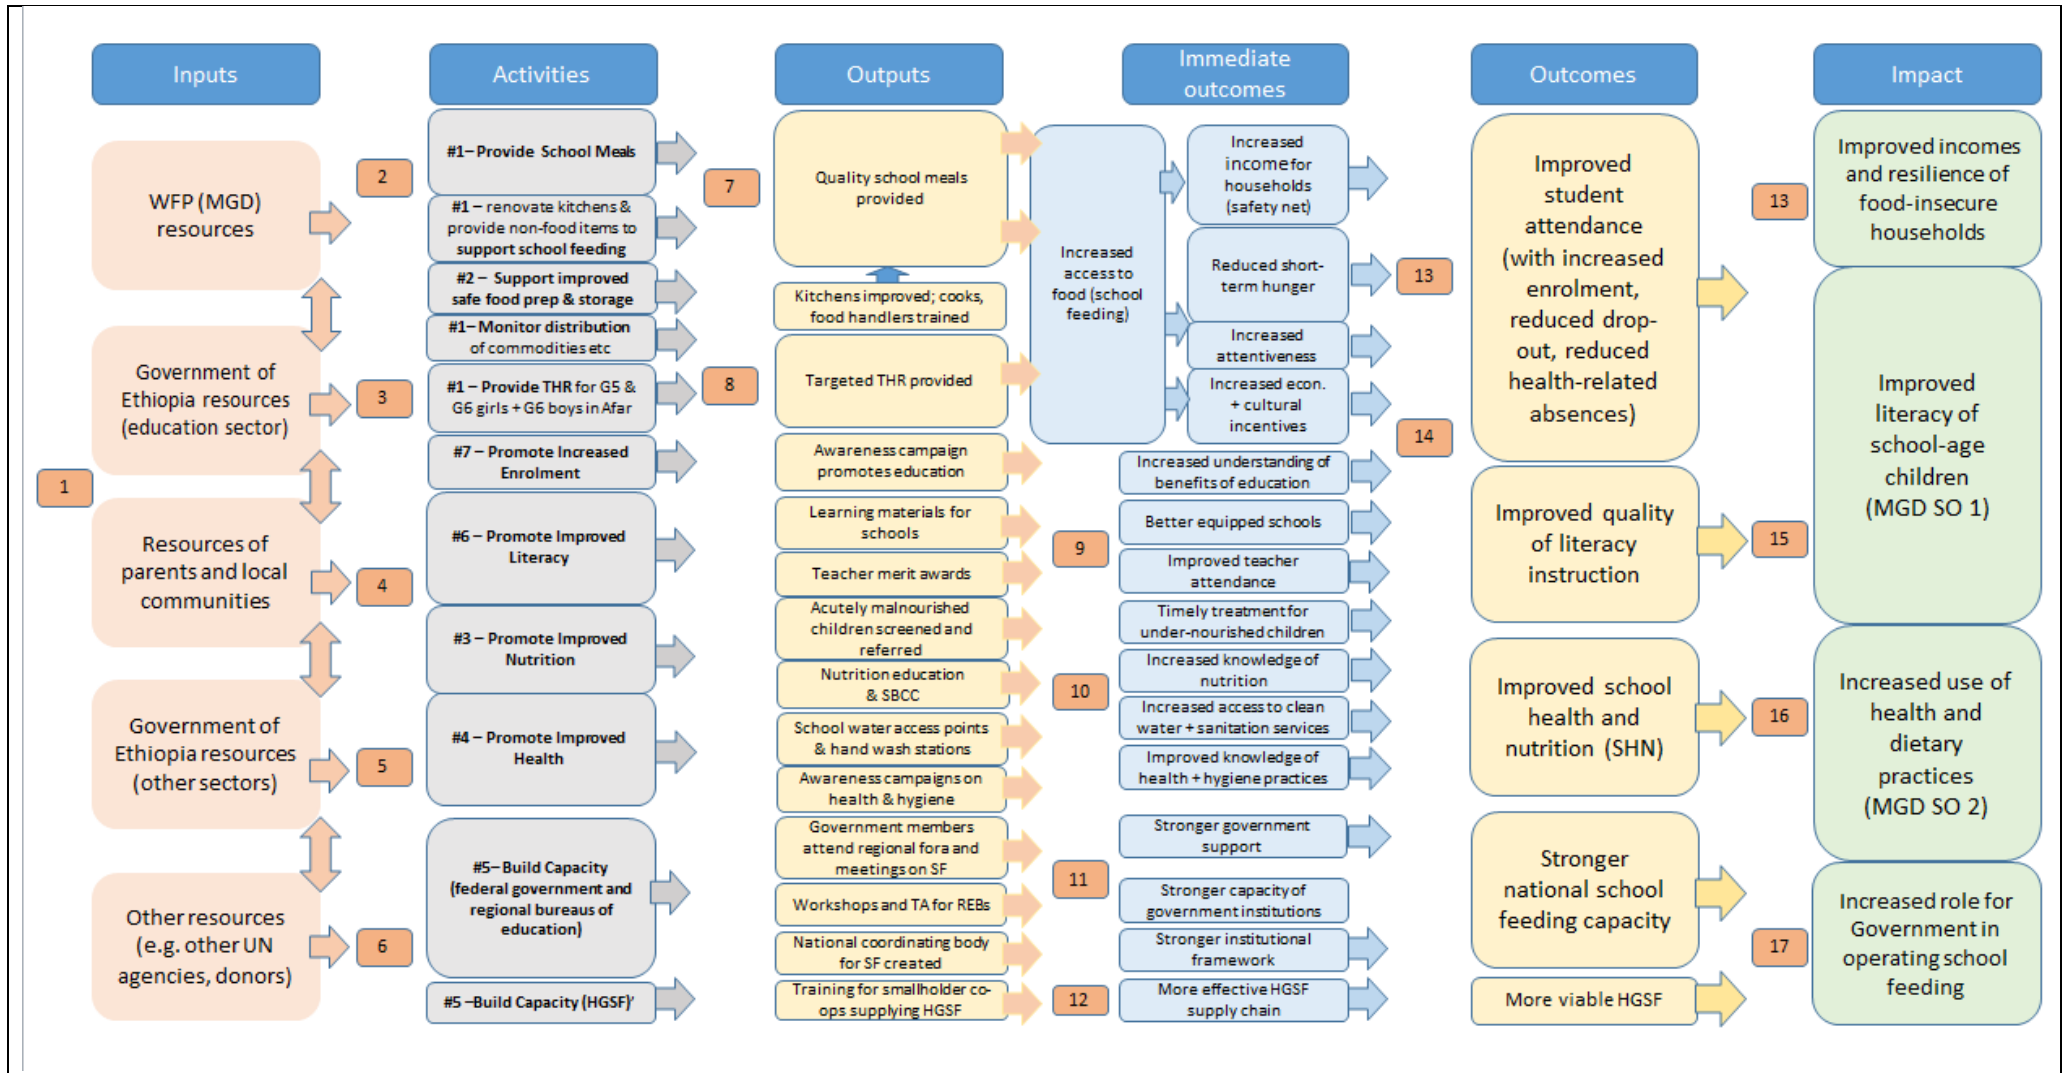 Inputs
Activities
Outputs
Immediate
outcomes
Outcomes
Impact
1
WFP (MGD)
resources
Government of
Ethiopia resources
(education sector)
Resources of
parents and local
communities
Government of
Ethiopia resources
(other sectors)
Other resources
(e.g. other UN
agencies, donors)
2
3
4
5
6
#1– Provide School Meals
#1 – renovate kitchens &
provide non-food items to
support school feeding
#2 – Support improved
safe food prep & storage
#1– Monitor distribution
of commodities etc
#1 – Provide THR for G5 &
G6 girls + G6 boys in Afar
#7 – Promote Increased
Enrolment
#6 – Promote Improved
Literacy
#3 – Promote Improved
Nutrition
#4 – Promote Improved
Health
#5– Build Capacity
(federal government and
regional bureaus of
education)
#5 –Build Capacity (HGSF)’
7
8
Quality school meals
provided
Kitchens improved; cooks,
food handlers trained
Targeted THR provided
Awareness campaign
promotes education
Learning materials for
schools
Teacher merit awards
Acutely malnourished
children screened and
referred
Nutrition education
& SBCC
School water access points
& hand wash stations
Awareness campaigns on
health & hygiene
Government members
attend regional fora and
meetings on SF
Workshops and TA for REBs
National coordinating body
for SF created
Training for smallholder co-
ops supplying HGSF
9
10
11
12
Increased
access to
food (school
feeding)
Increased
income for
households
(safety net)
Reduced short-
term hunger
Increased
attentiveness
Increased econ.
+ cultural
incentives
Increased understanding of
benefits of education
Better equipped schools
Improved teacher
attendance
Timely treatment for
under-nourished children
Increased knowledge of
nutrition
Increased access to clean
water + sanitation services
Improved knowledge of
health + hygiene practices
Stronger government
support
Stronger capacity of
government institutions
Stronger institutional
framework
More effective HGSF
supply chain
13
14
Improved
student
attendance
(with increased
enrolment,
reduced drop-
out, reduced
health-related
absences)
Improved quality
of literacy
instruction
Improved school
health and
nutrition (SHN)
Stronger
national school
feeding capacity
More viable HGSF
13
15
16
17
Improved incomes
and resilience of
food-insecure
households
Improved
literacy of
school-age
children
(MGD SO 1)
Increased use of
health and
dietary
practices
(MGD SO 2)
Increased role for
Government in
operating school
feeding